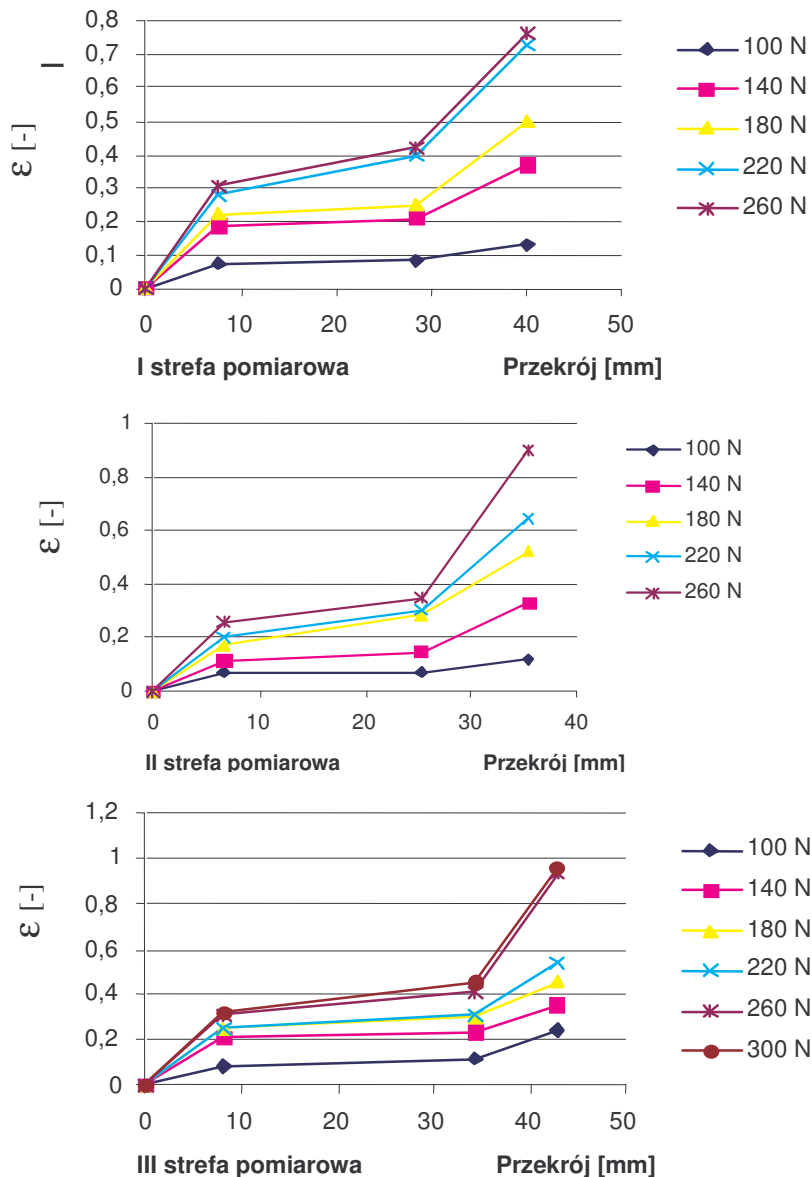 0,8
0,7
0,6
0,5
0,4
0,3
0,2
0,1
0
ε [-]
I
0 10 20 30 40 50
I strefa pomiarowa Przekrój [mm]
100 N
140 N
180 N
220 N
260 N
1
0,8
0,6
0,4
0,2
0
ε [-]
0 10 20 30 40
II strefa pomiarowa Przekrój [mm]
100 N
140 N
180 N
220 N
260 N
1,2
1
0,8
0,6
0,4
0,2
0
ε [-]
0 10 20 30 40 50
III strefa pomiarowa Przekrój [mm]
100 N
140 N
180 N
220 N
260 N
300 N